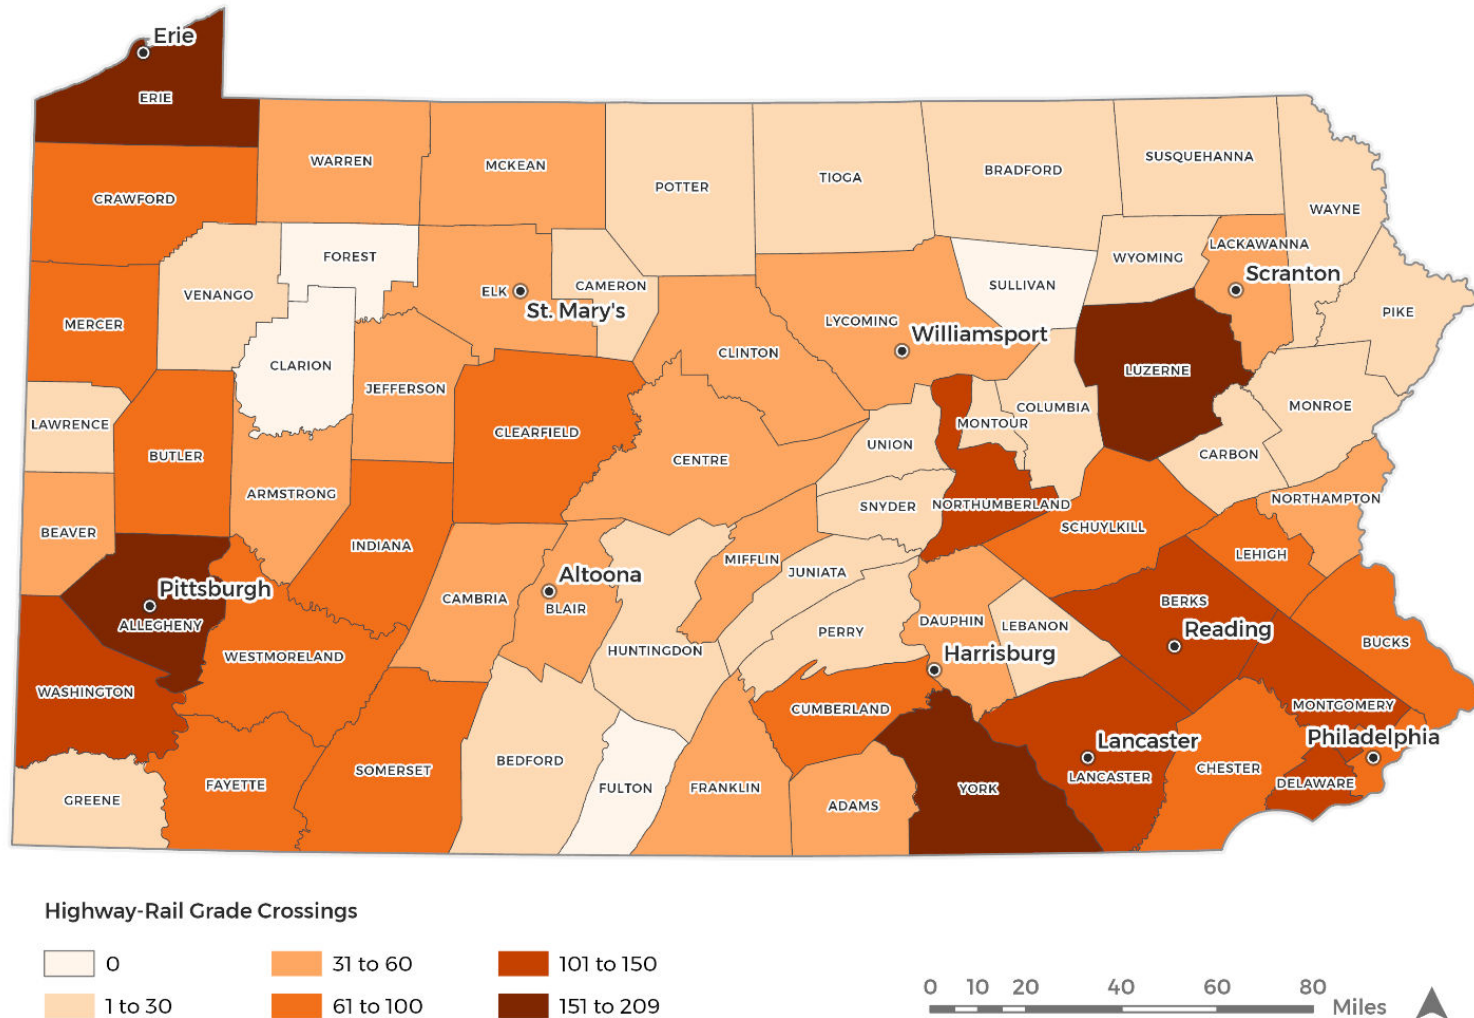 Erie
ERIE
WARREN
MCKEAN
POTTER
TIOGA
BRADFORD
SUSQUEHANNA
CRAWFORD
WAYNE
FOREST
LACKAWANNA
WYOMING
Scranton
VENANGO
ELK
CAMERON
SULLIVAN
St. Mary's
PIKE
MERCER
LYCOMING
Williamsport
CLINTON
CLARION
LUZERNE
JEFFERSON
COLUMBIA
MONROE
LAWRENCE
MONTOUR
CLEARFIELD
UNION
BUTLER
CENTRE
CARBON
ARMSTRONG
NORTHAMPTON
SNYDER
NORTHUMBERLAND
BEAVER
SCHUYLKILL
INDIANA
LEHIGH
MIFFLIN
JUNIATA
Altoona
Pittsburgh
CAMBRIA
BLAIR
BERKS
ALLEGHENY
DAUPHIN
LEBANON
PERRY
Reading
BUCKS
HUNTINGDON
WESTMORELAND
Harrisburg
WASHINGTON
CUMBERLAND
MONTGOMERY
Philadelphia
Lancaster
BEDFORD
SOMERSET
CHESTER
LANCASTER
FAYETTE
FULTON
FRANKLIN
YORK
DELAWARE
GREENE
ADAMS
Highway-Rail Grade Crossings
0
31 to 60
101 to 150
1 to 30
61 to 100
151 to 209
0 10 20 40 60 80
Miles